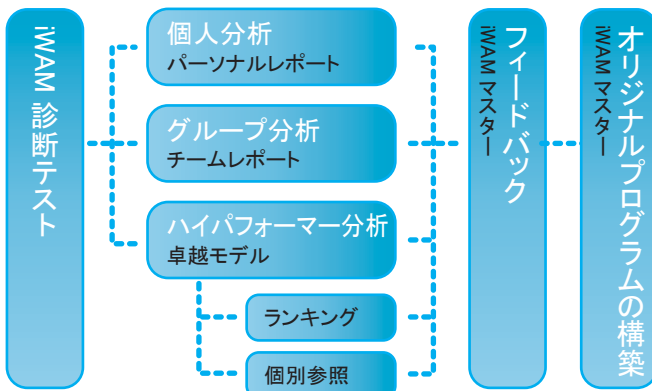 iWAM 診断テスト
個人分析
パーソナルレポート
グループ分析
チームレポート
ハイパフォーマー分析
卓越モデル
ランキング
個別参照
フィードバック
iWAM マスター
オリジナルプログラムの構築
iWAM マスター